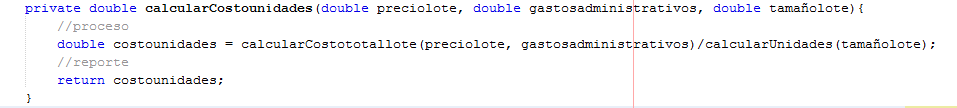 private double calcularCostounidades(double preciolote, double gastosadministrativos, double tamañolote){
//proceso
double costounidades = calcularCostototallote(preciolote, gastosadministrativos)/calcularUnidades(tamañolote);
//reporte
return costounidades;
}